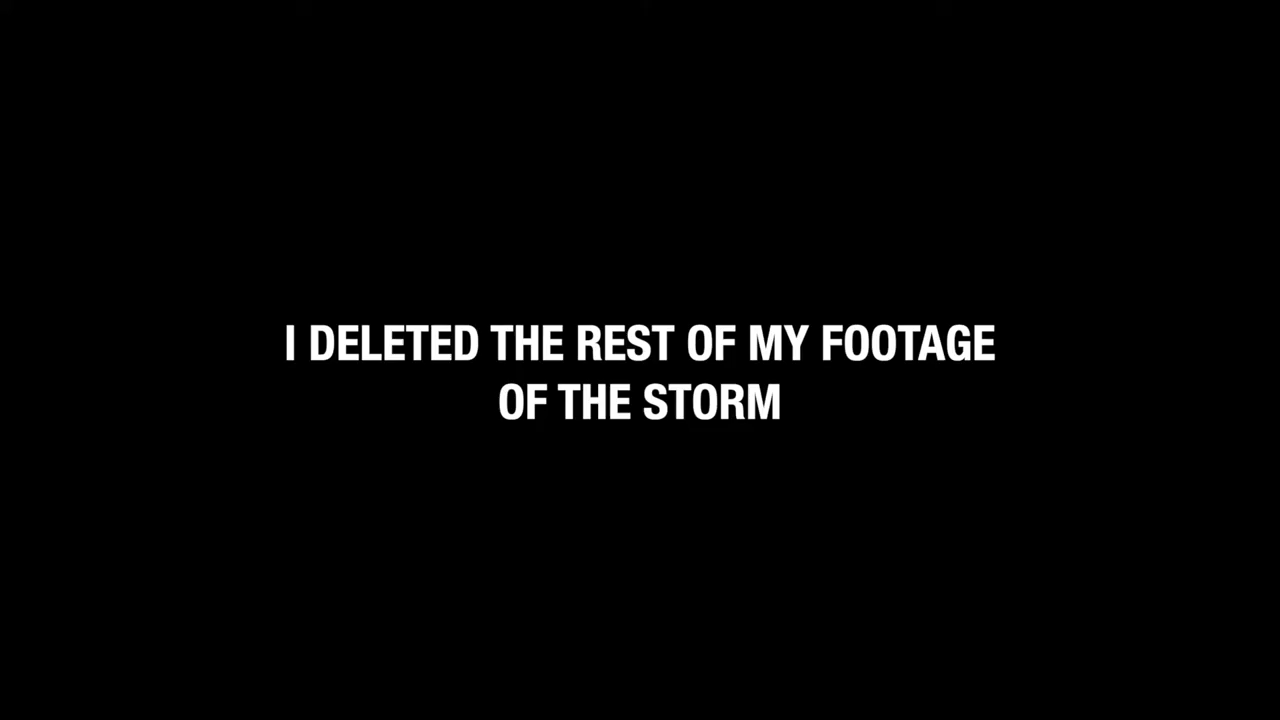 I DELETED THE REST OF MY FOOTAGE
OF THE STORM